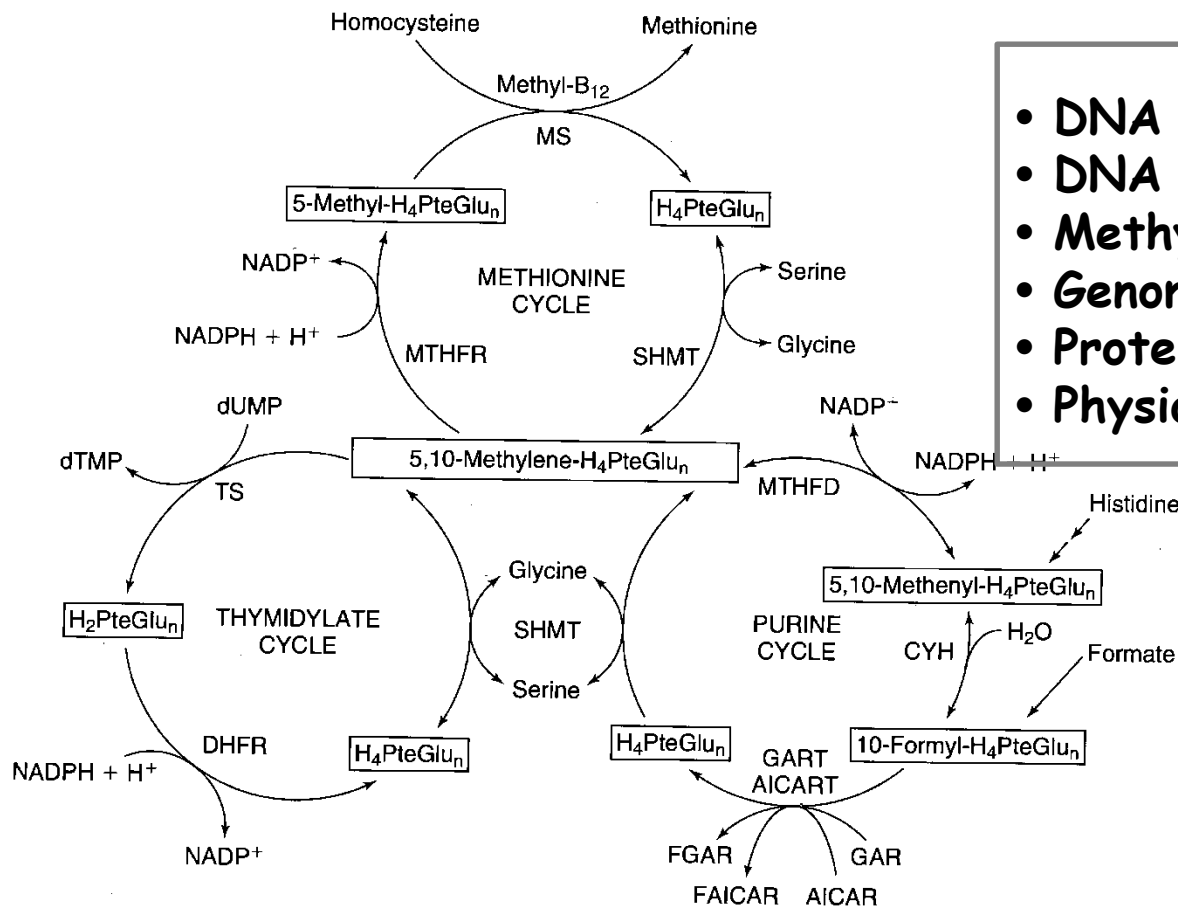 Homocysteine
Methionine
Methyl-B₁₂
MS
5-Methyl-H₄PteGluₙ
H₄PteGluₙ
NADP⁺
METHIONINE
CYCLE
Serine
NADPH + H⁺
Glycine
MTHFR
SHMT
• DNA
• DNA
• Methy
• Genor
• Prote
• Physic
dUMP
NADP⁻
dTMP
5,10-Methylene-H₄PteGluₙ
NADPH + H⁺
TS
MTHFD
Histidine
Glycine
5,10-Methenyl-H₄PteGluₙ
H₂PteGluₙ
THYMIDYLATE
CYCLE
SHMT
PURINE
CYCLE
CYH
H₂O
Formate
Serine
DHFR
H₄PteGluₙ
H₄PteGluₙ
10-Formyl-H₄PteGluₙ
NADPH + H⁺
GART
AICART
NADP⁺
FGAR
GAR
FAICAR
AICAR